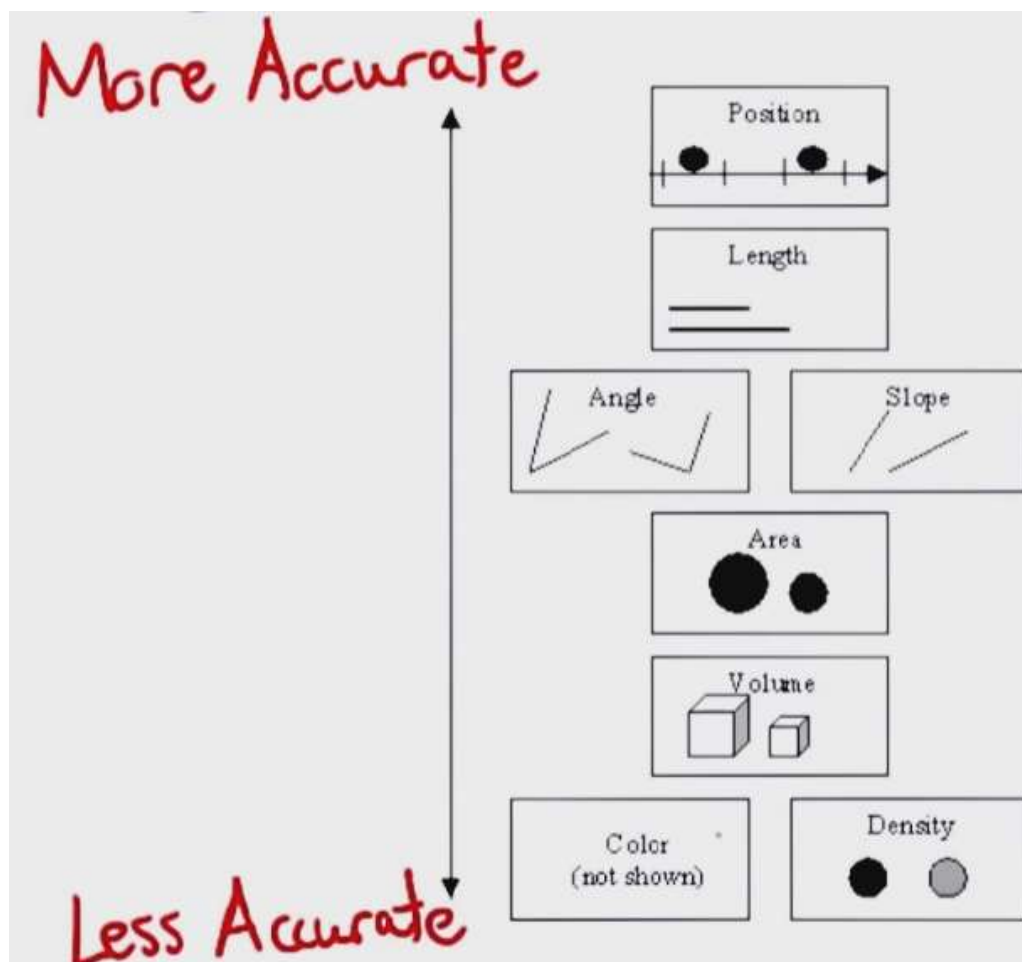 More Accurate
Position
Length
Angle
Slope
Area
Volume
Color
(not shown)
Density
Less Accurate